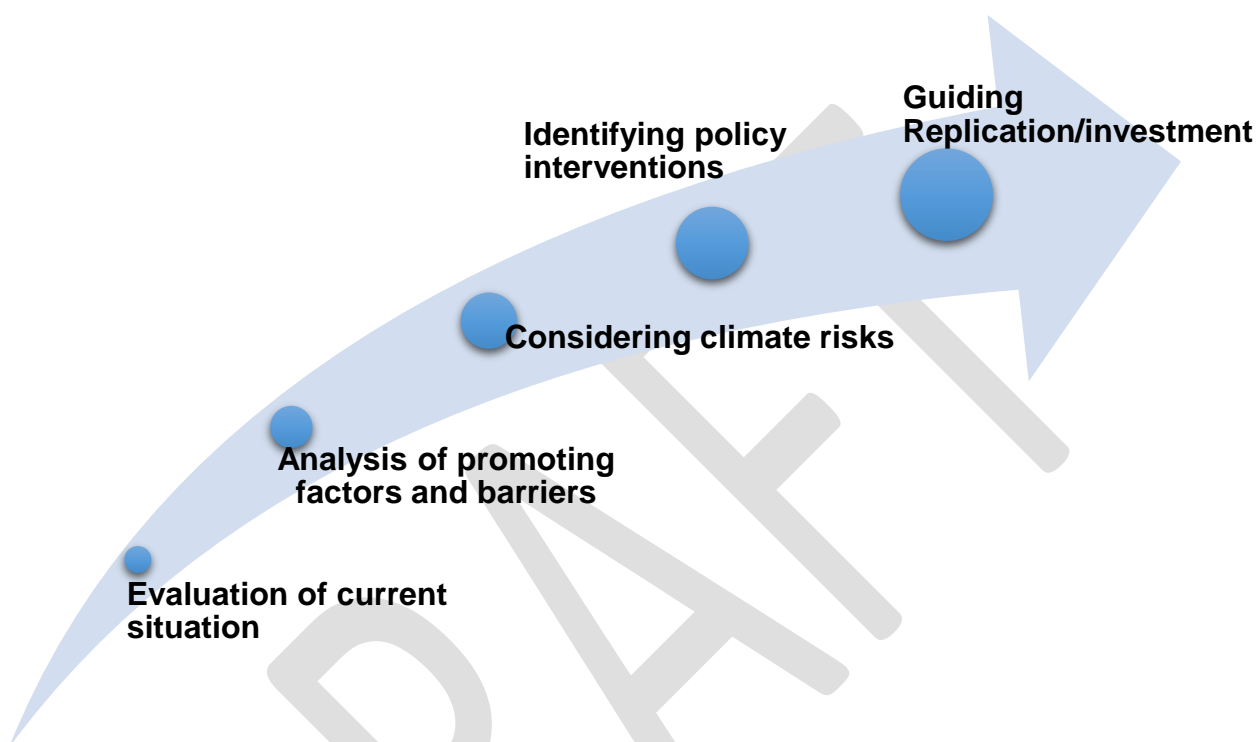 Guiding
Replication/investment
Identifying policy
interventions
Considering climate risks
Analysis of promoting
factors and barriers
Evaluation of current
situation
DRAFT